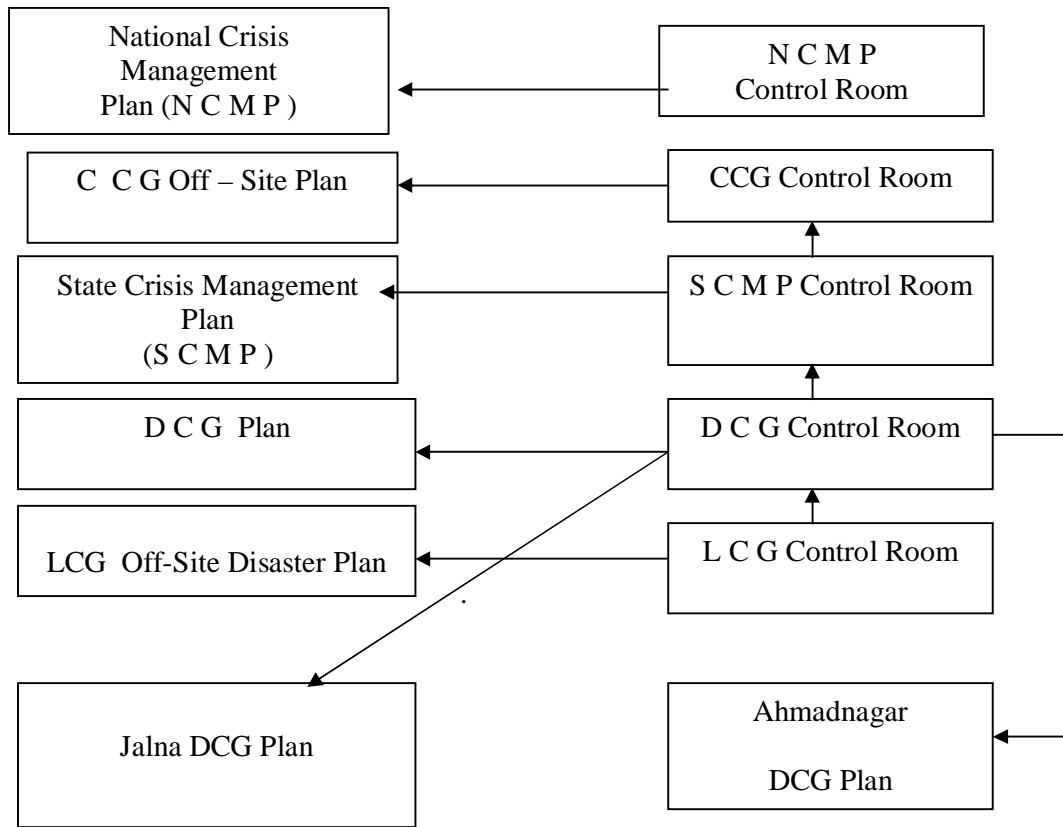 National Crisis
Management
Plan (N C M P )
N C M P
Control Room
C C G Off – Site Plan
CCG Control Room
State Crisis Management
Plan
(S C M P )
S C M P Control Room
D C G Plan
D C G Control Room
LCG Off-Site Disaster Plan
L C G Control Room
.
Jalna DCG Plan
Ahmadnagar
DCG Plan